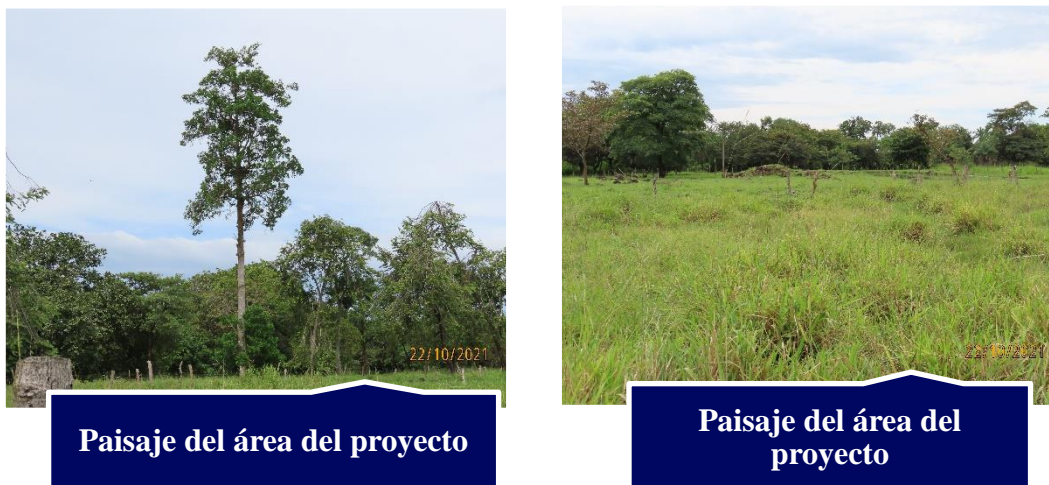 22/10/2021
Paisaje del área del proyecto
22/10/2021
Paisaje del área del
proyecto